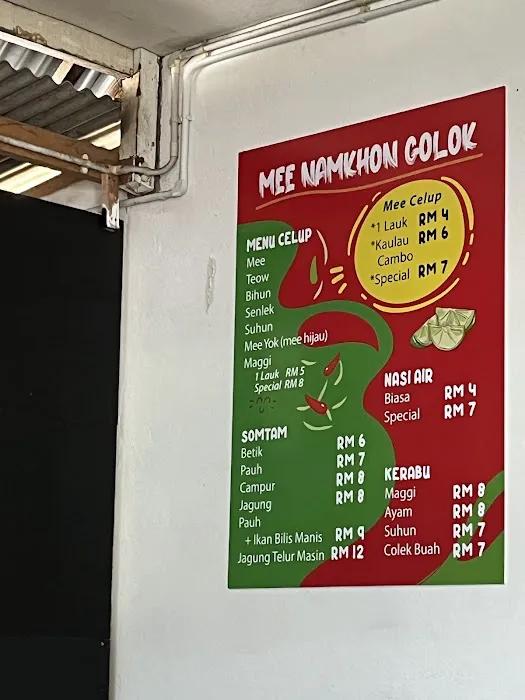 MEE NAMKHON GOLOK
Mee Celup
*1 Lauk RM 4
*Kaulau RM 6
Cambo
*Special RM 7
MENU CELUP
Mee
Teow
Bihun
Senlek
Suhun
Mee Yok (mee hijau)
Maggi
1 Lauk RM 5
Special RM 8
NASI AIR
Biasa RM 4
Special RM 7
SOMTAM
Betik RM 6
Pauh RM 7
Campur RM 8
Jagung RM 8
Pauh
+ Ikan Bilis Manis RM 9
Jagung Telur Masin RM 12
KERABU
Maggi RM 8
Ayam RM 8
Suhun RM 7
Colek Buah RM 7